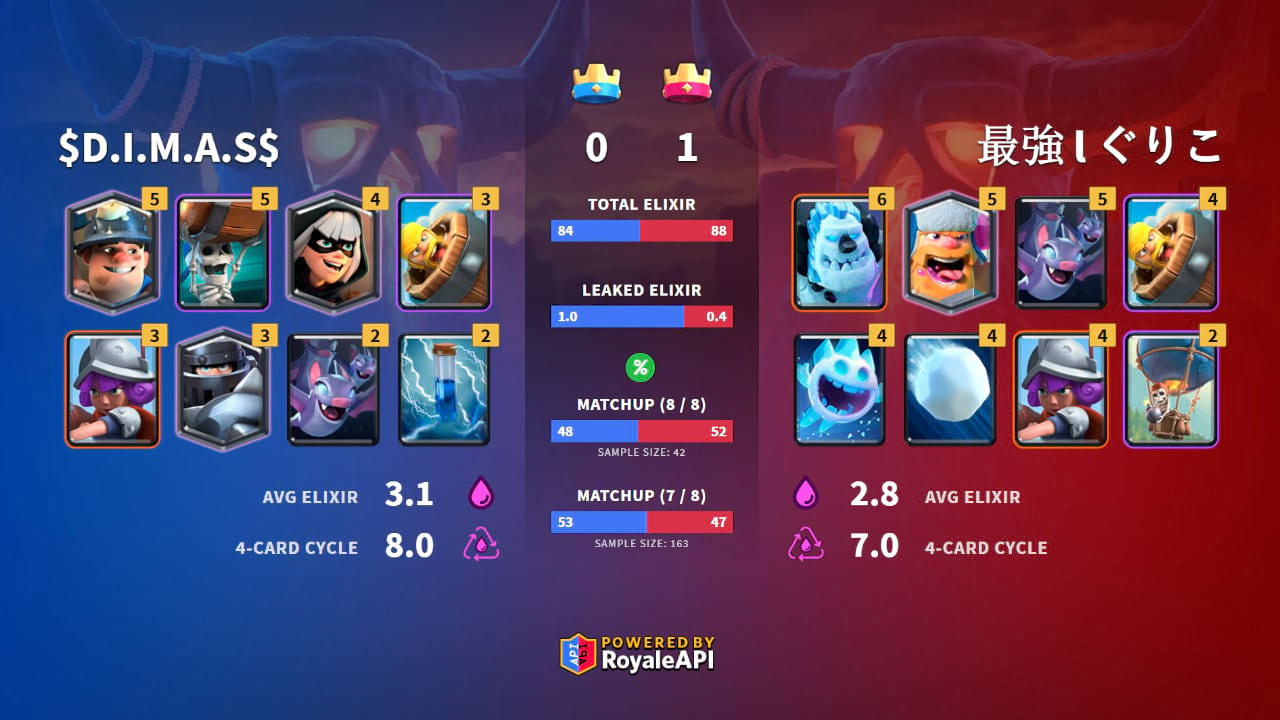 0 1
$D.I.M.A.S$
最強lぐりこ
TOTAL ELIXIR
84 88
LEAKED ELIXIR
1.0 0.4
%
MATCHUP (8 / 8)
48 52
SAMPLE SIZE: 42
MATCHUP (7 / 8)
53 47
SAMPLE SIZE: 163
5 5 4 3
3 3 2 2
AVG ELIXIR 3.1
4-CARD CYCLE 8.0
6 5 5 4
4 4 4 2
2.8 AVG ELIXIR
7.0 4-CARD CYCLE
API
POWERED BY
RoyaleAPI